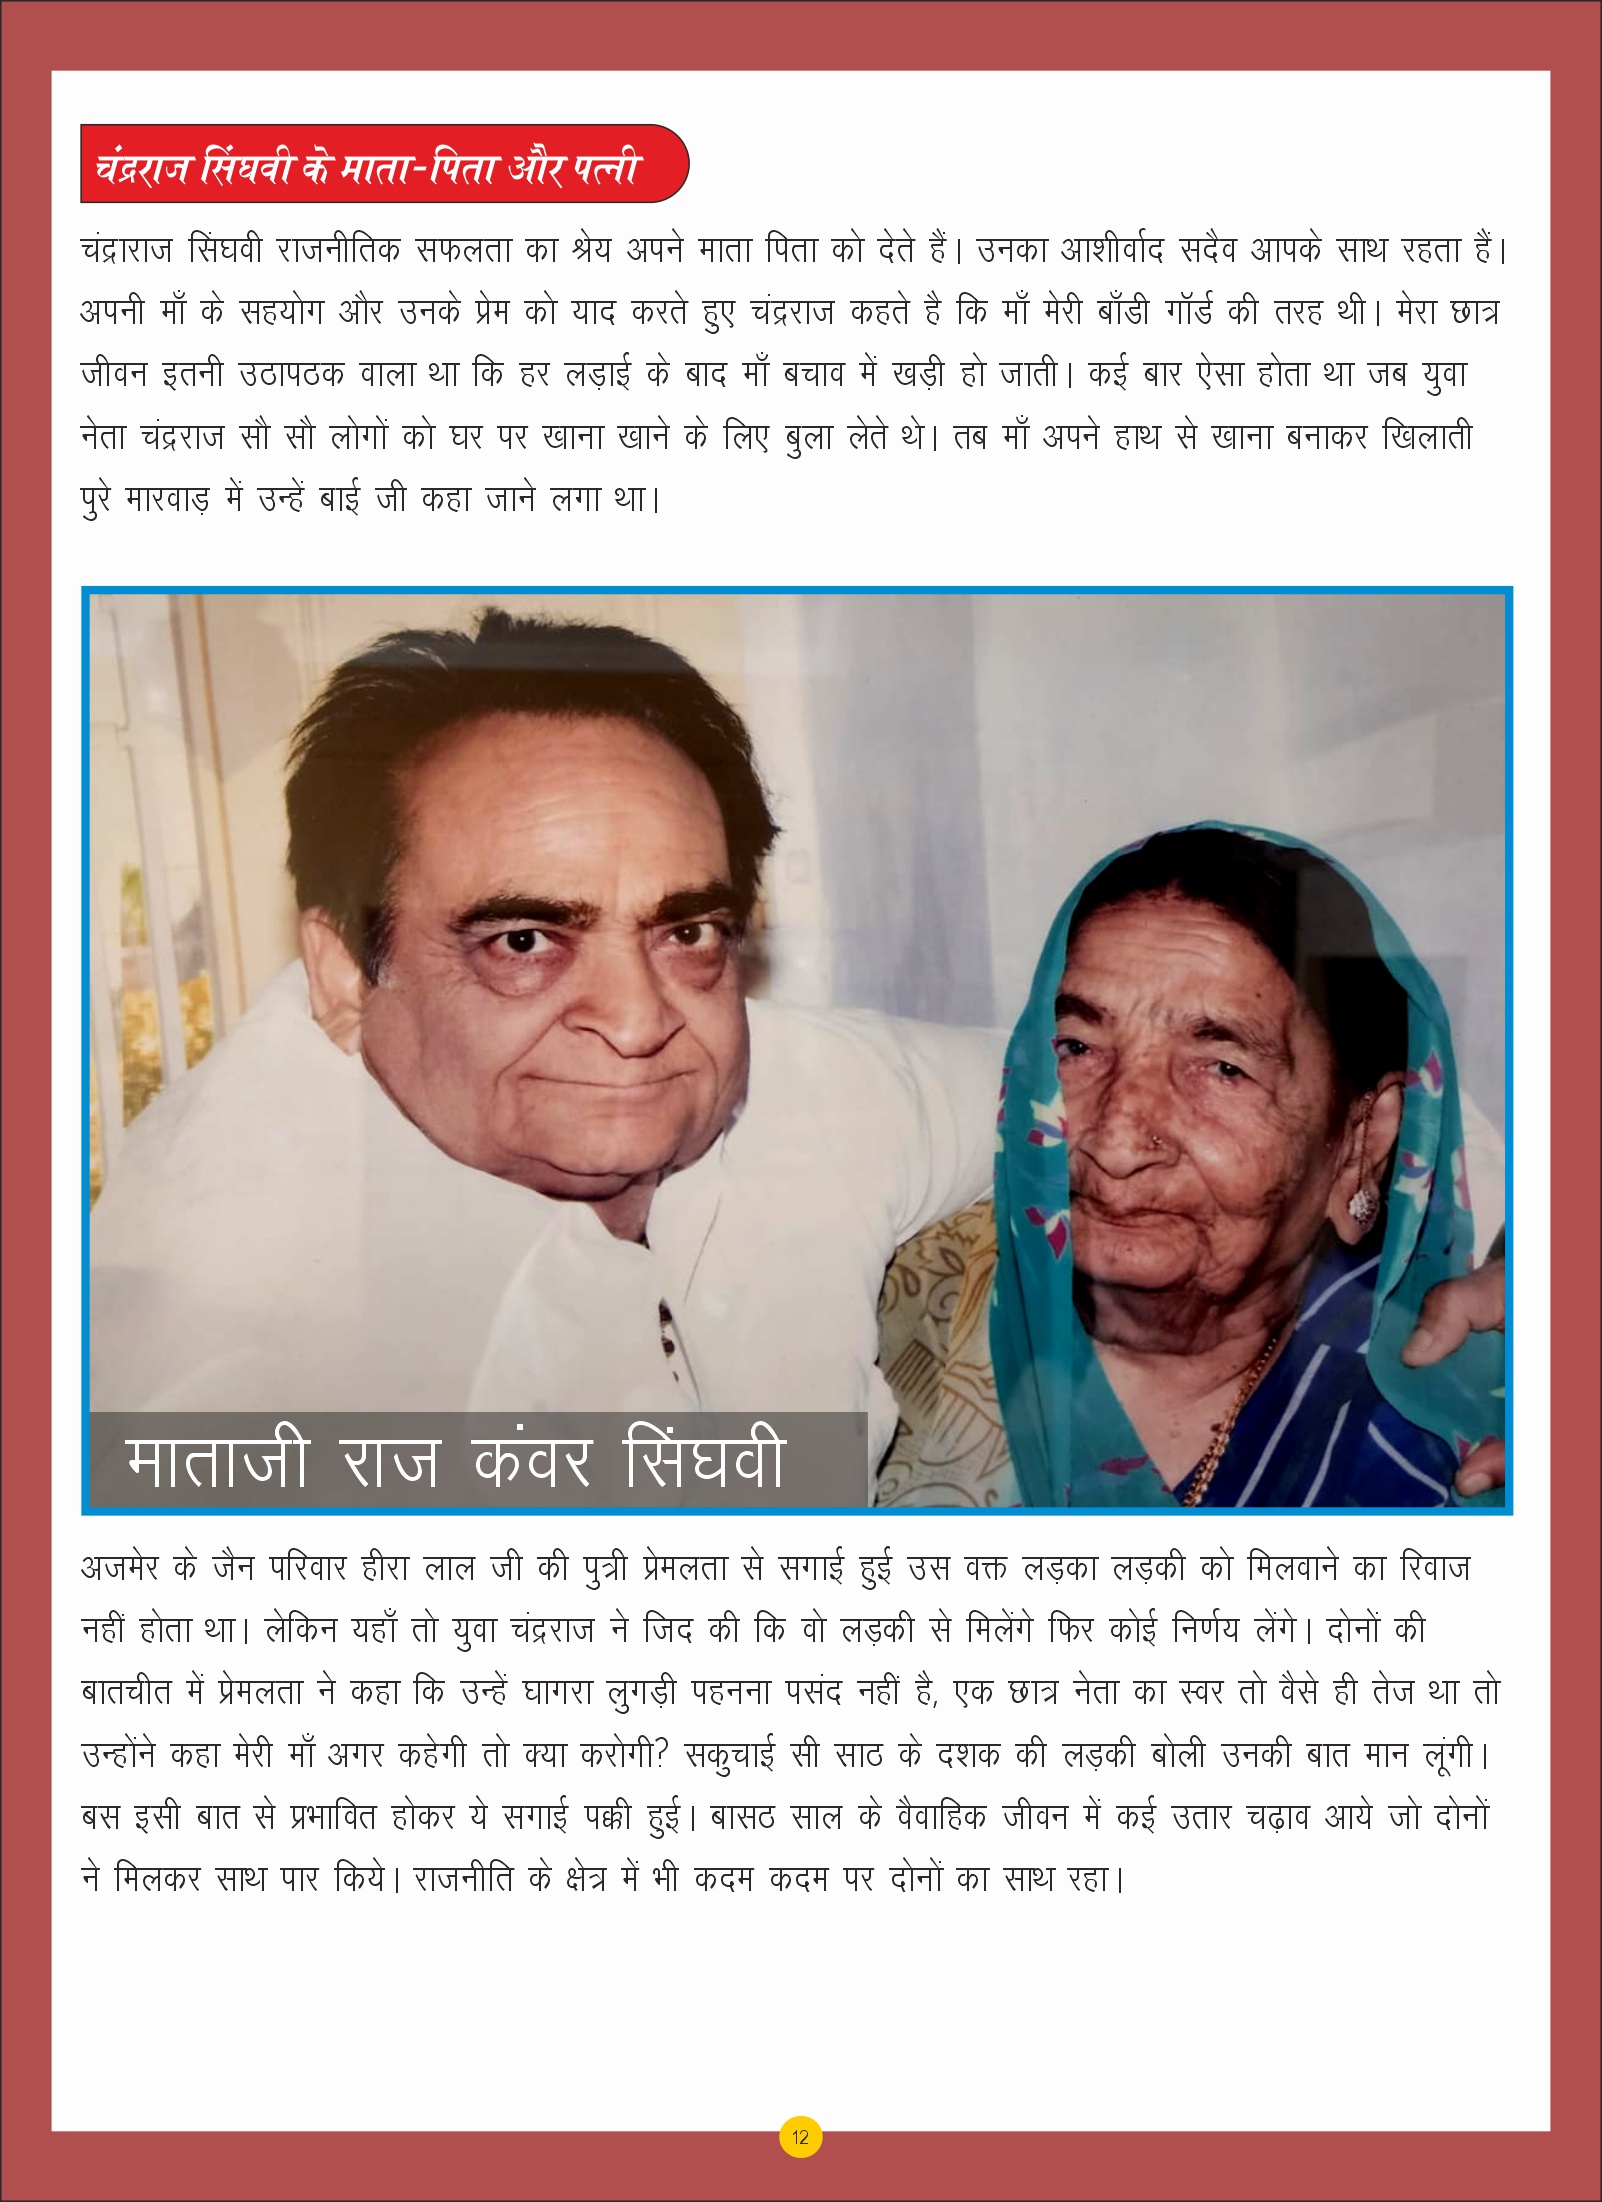 चंद्रराज सिंघवी के माता-पिता और पत्नी
चंद्राराज सिंघवी राजनीतिक सफलता का श्रेय अपने माता पिता को देते हैं। उनका आशीर्वाद सदैव आपके साथ रहता हैं।
अपनी माँ के सहयोग और उनके प्रेम को याद करते हुए चंद्रराज कहते है कि माँ मेरी बाँडी गॉर्ड की तरह थी। मेरा छात्र
जीवन इतनी उठापठक वाला था कि हर लड़ाई के बाद माँ बचाव में खड़ी हो जाती। कई बार ऐसा होता था जब युवा
नेता चंद्रराज सौ सौ लोगों को घर पर खाना खाने के लिए बुला लेते थे। तब माँ अपने हाथ से खाना बनाकर खिलाती
पुरे मारवाड़ में उन्हें बाई जी कहा जाने लगा था।
माताजी राज कंवर सिंघवी
अजमेर के जैन परिवार हीरा लाल जी की पुत्री प्रेमलता से सगाई हुई उस वक्त लड़का लड़की को मिलवाने का रिवाज
नहीं होता था। लेकिन यहाँ तो युवा चंद्रराज ने जिद की कि वो लड़की से मिलेंगे फिर कोई निर्णय लेंगे। दोनों की
बातचीत में प्रेमलता ने कहा कि उन्हें घागरा लुगड़ी पहनना पसंद नहीं है, एक छात्र नेता का स्वर तो वैसे ही तेज था तो
उन्होंने कहा मेरी माँ अगर कहेगी तो क्या करोगी? सकुचाई सी साठ के दशक की लड़की बोली उनकी बात मान लूंगी।
बस इसी बात से प्रभावित होकर ये सगाई पक्की हुई। बासठ साल के वैवाहिक जीवन में कई उतार चढ़ाव आये जो दोनों
ने मिलकर साथ पार किये। राजनीति के क्षेत्र में भी कदम कदम पर दोनों का साथ रहा।
12